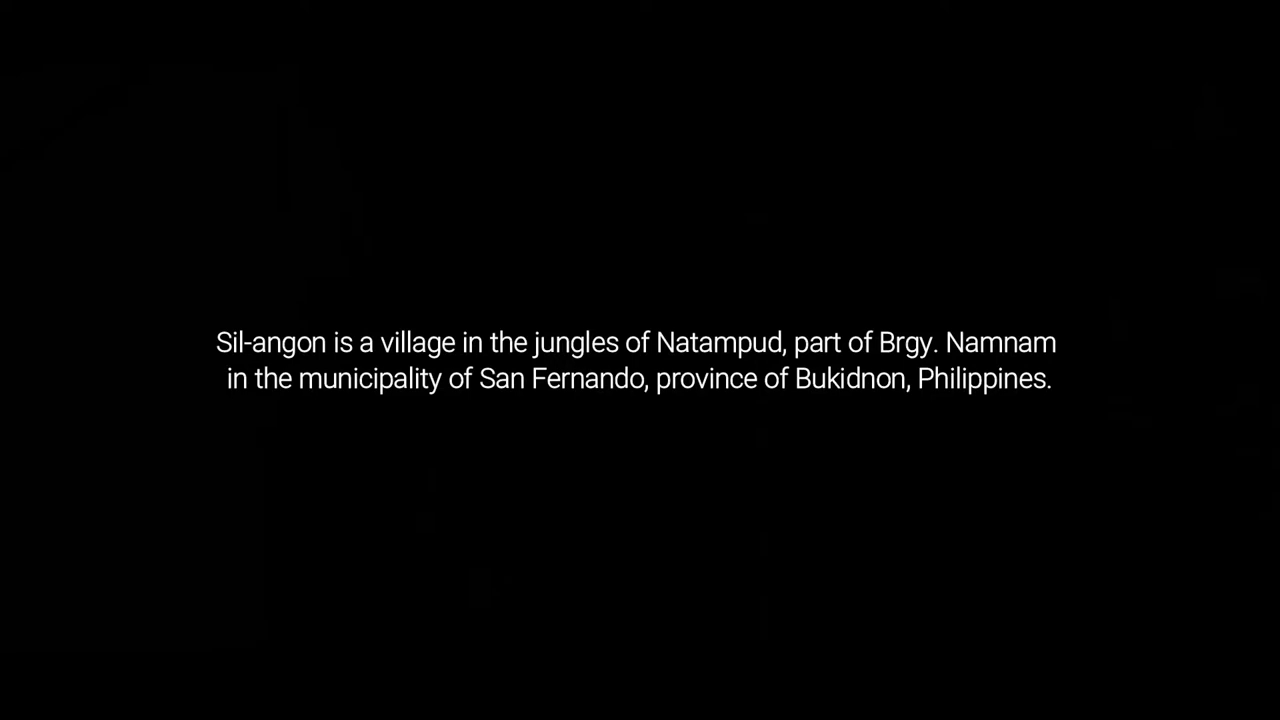 Sil-angon is a village in the jungles of Natampud, part of Brgy. Namnam
in the municipality of San Fernando, province of Bukidnon, Philippines.